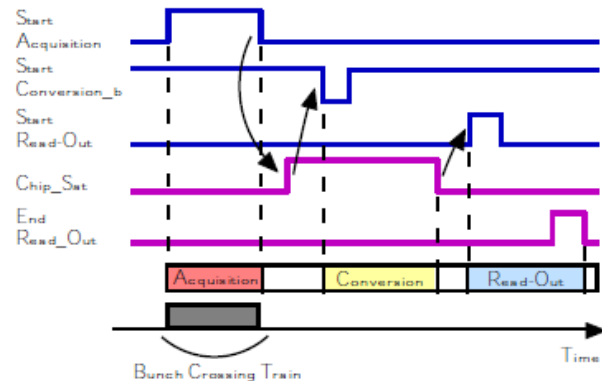 Start
Acquisition
Start
Conversion_b
Start
Read-Out
Chip_Sat
End
Read_Out
Acquisition
Conversion
Read-Out
Time
Bunch Crossing Train